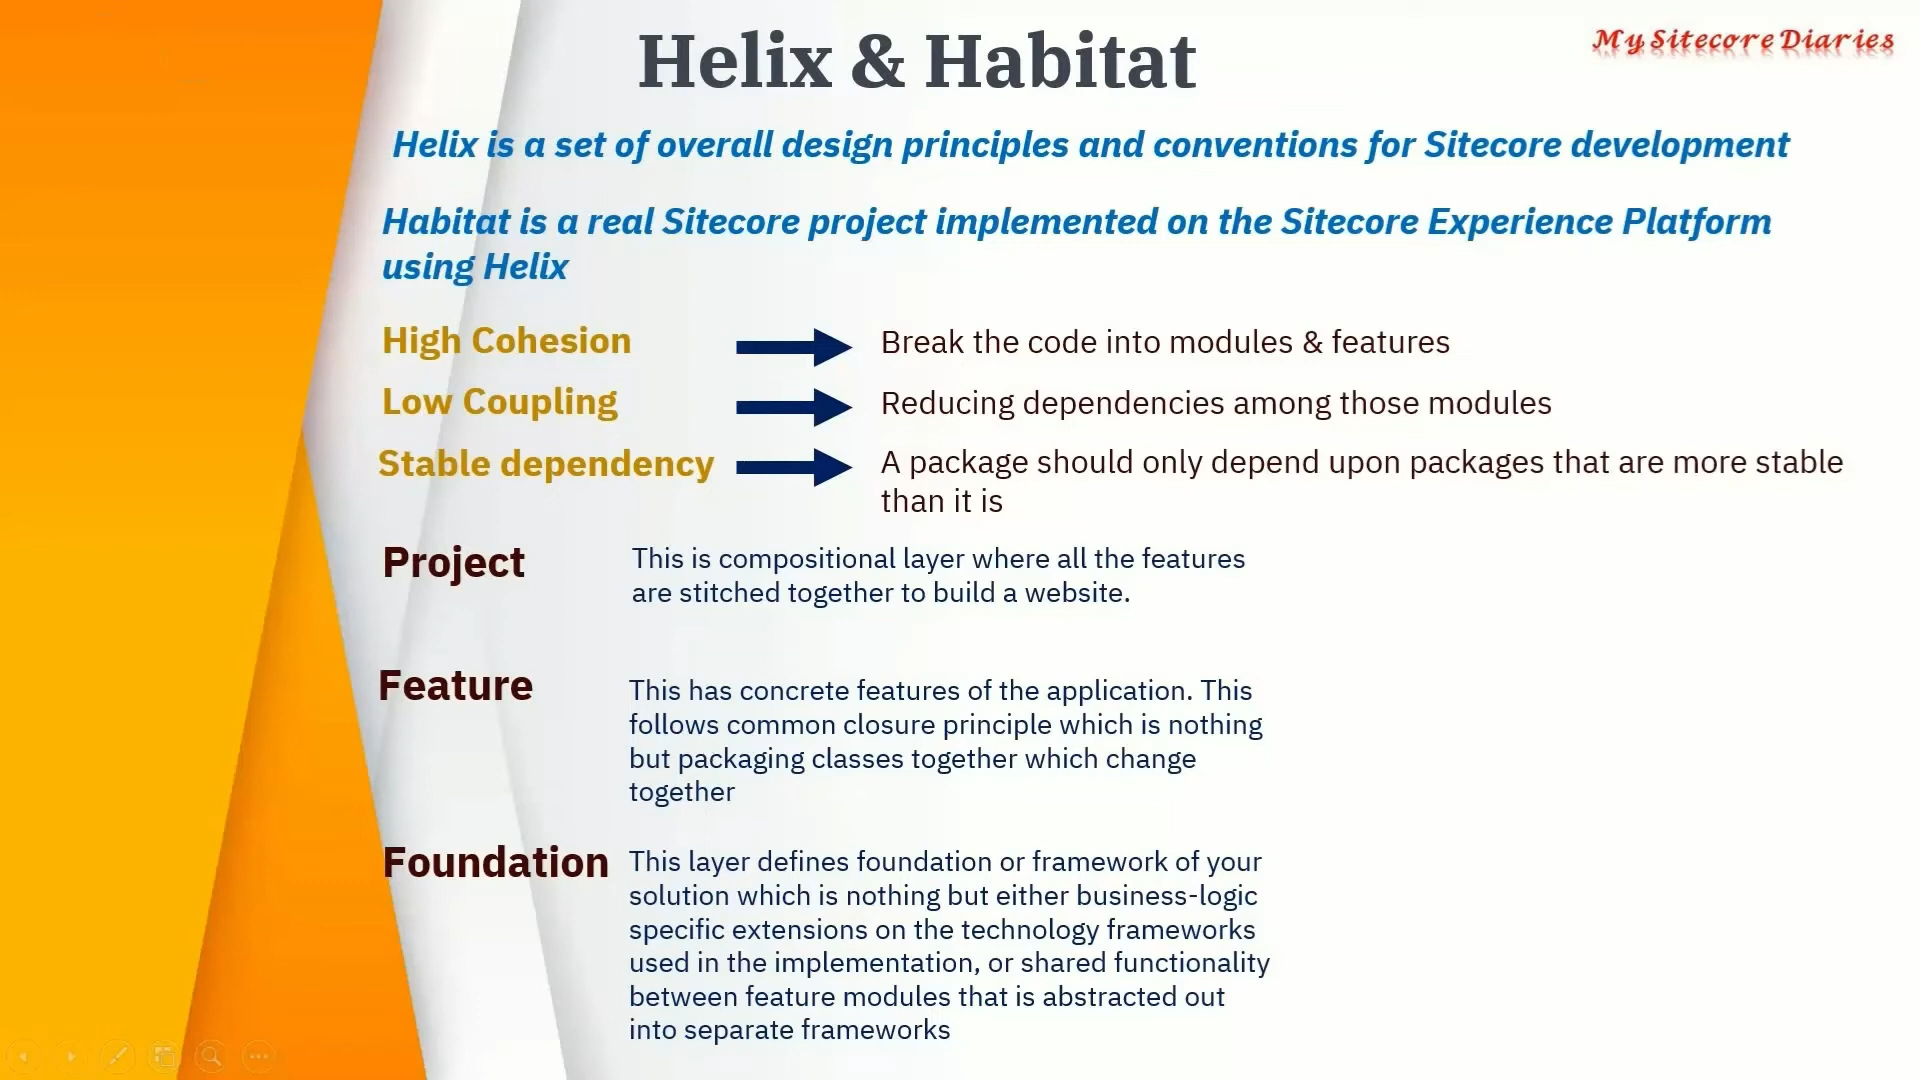 Helix & Habitat
My Sitecore Diaries
Helix is a set of overall design principles and conventions for Sitecore development
Habitat is a real Sitecore project implemented on the Sitecore Experience Platform
using Helix
High Cohesion
Break the code into modules & features
Low Coupling
Reducing dependencies among those modules
Stable dependency
A package should only depend upon packages that are more stable
than it is
Project
This is compositional layer where all the features
are stitched together to build a website.
Feature
This has concrete features of the application. This
follows common closure principle which is nothing
but packaging classes together which change
together
Foundation
This layer defines foundation or framework of your
solution which is nothing but either business-logic
specific extensions on the technology frameworks
used in the implementation, or shared functionality
between feature modules that is abstracted out
into separate frameworks